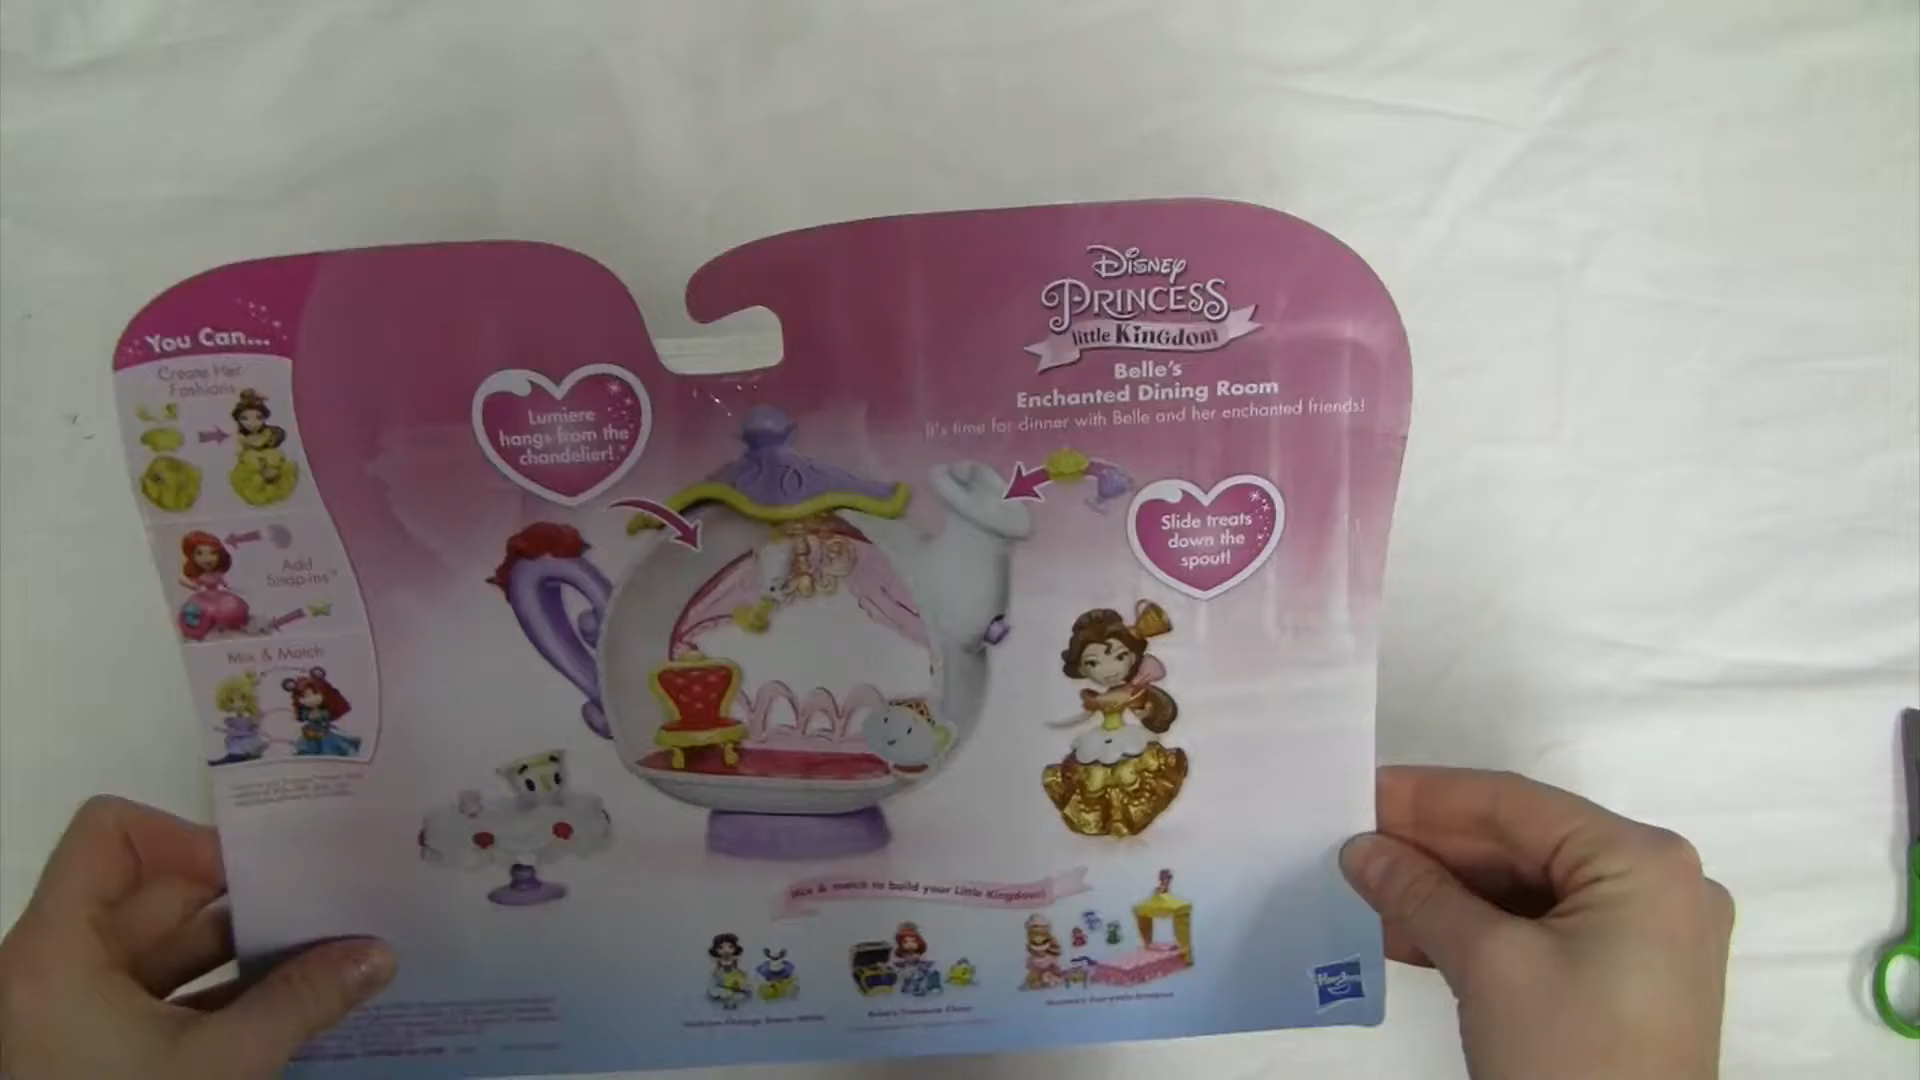 You Can...
Create Her
Fashions
Add
Snap-ins™
Mix & Match
Lumiere
hangs from the
chandelier!*
Disney
Princess
little Kingdom
Belle's
Enchanted Dining Room
It's time for dinner with Belle and her enchanted friends!
Slide treats
down the
spout!
Mix & match to build your Little Kingdom!
Hasbro